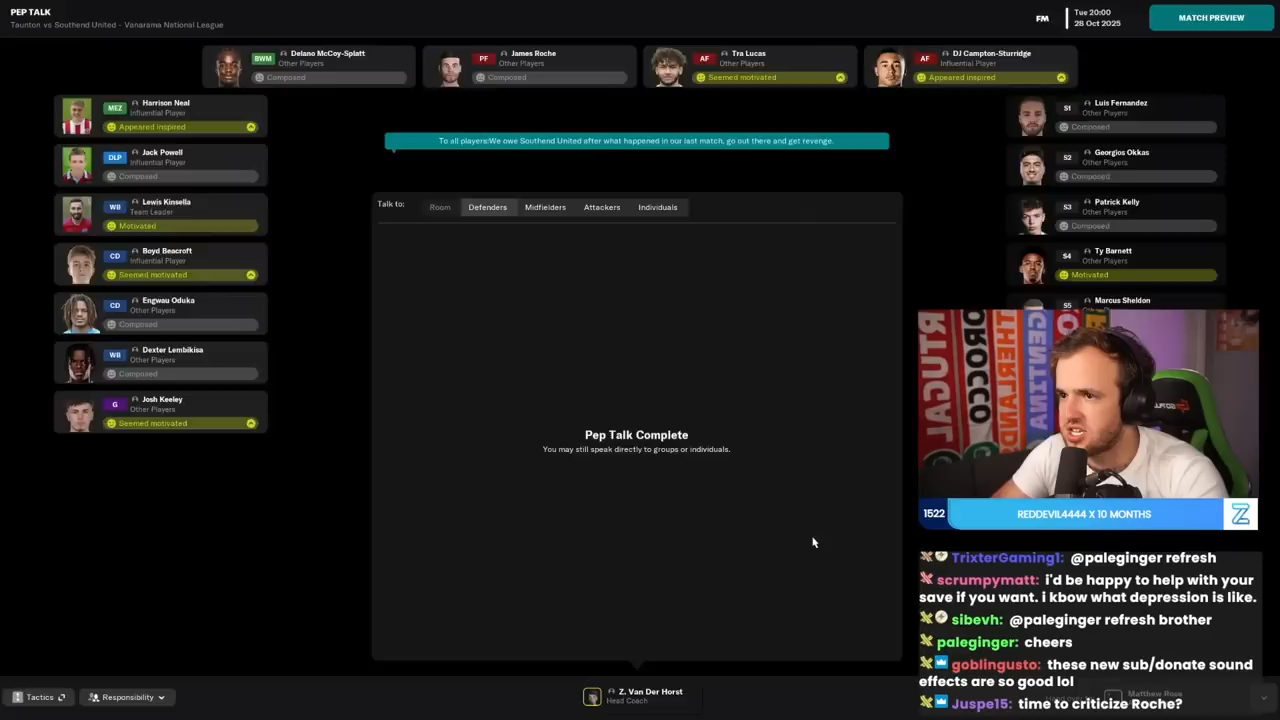 PEP TALK
Taunton vs Southend United - Vanarama National League
FM
Tue 20:00
28 Oct 2025
MATCH PREVIEW
BWM
Delano McCoy-Splatt
Other Players
Composed
PF
James Roche
Other Players
Composed
AF
Tra Lucas
Other Players
Seemed motivated
AF
DJ Campton-Sturridge
Influential Player
Appeared inspired
MEZ
Harrison Neal
Influential Player
Appeared inspired
DLP
Jack Powell
Influential Player
Composed
WB
Lewis Kinsella
Team Leader
Motivated
CD
Boyd Beacroft
Influential Player
Seemed motivated
CD
Engwau Oduka
Other Players
Composed
WB
Dexter Lembikisa
Other Players
Composed
G
Josh Keeley
Other Players
Seemed motivated
To all players:We owe Southend United after what happened in our last match, go out there and get revenge.
Talk to:
Room
Defenders
Midfielders
Attackers
Individuals
Pep Talk Complete
You may still speak directly to groups or individuals.
S1
Luis Fernandez
Other Players
Composed
S2
Georgios Okkas
Other Players
Composed
S3
Patrick Kelly
Other Players
Composed
S4
Ty Barnett
Other Players
Motivated
S5
Marcus Sheldon
1522
REDDEVIL4444 X 10 MONTHS
Z
TrixterGaming1: @paleginger refresh
scrumpymatt: i'd be happy to help with your
save if you want. i kbow what depression is like.
sibevh: @paleginger refresh brother
paleginger: cheers
goblingusto: these new sub/donate sound
effects are so good lol
Juspe15: time to criticize Roche?
Tactics
Responsibility
Z. Van Der Horst
Head Coach
Matthew Rose